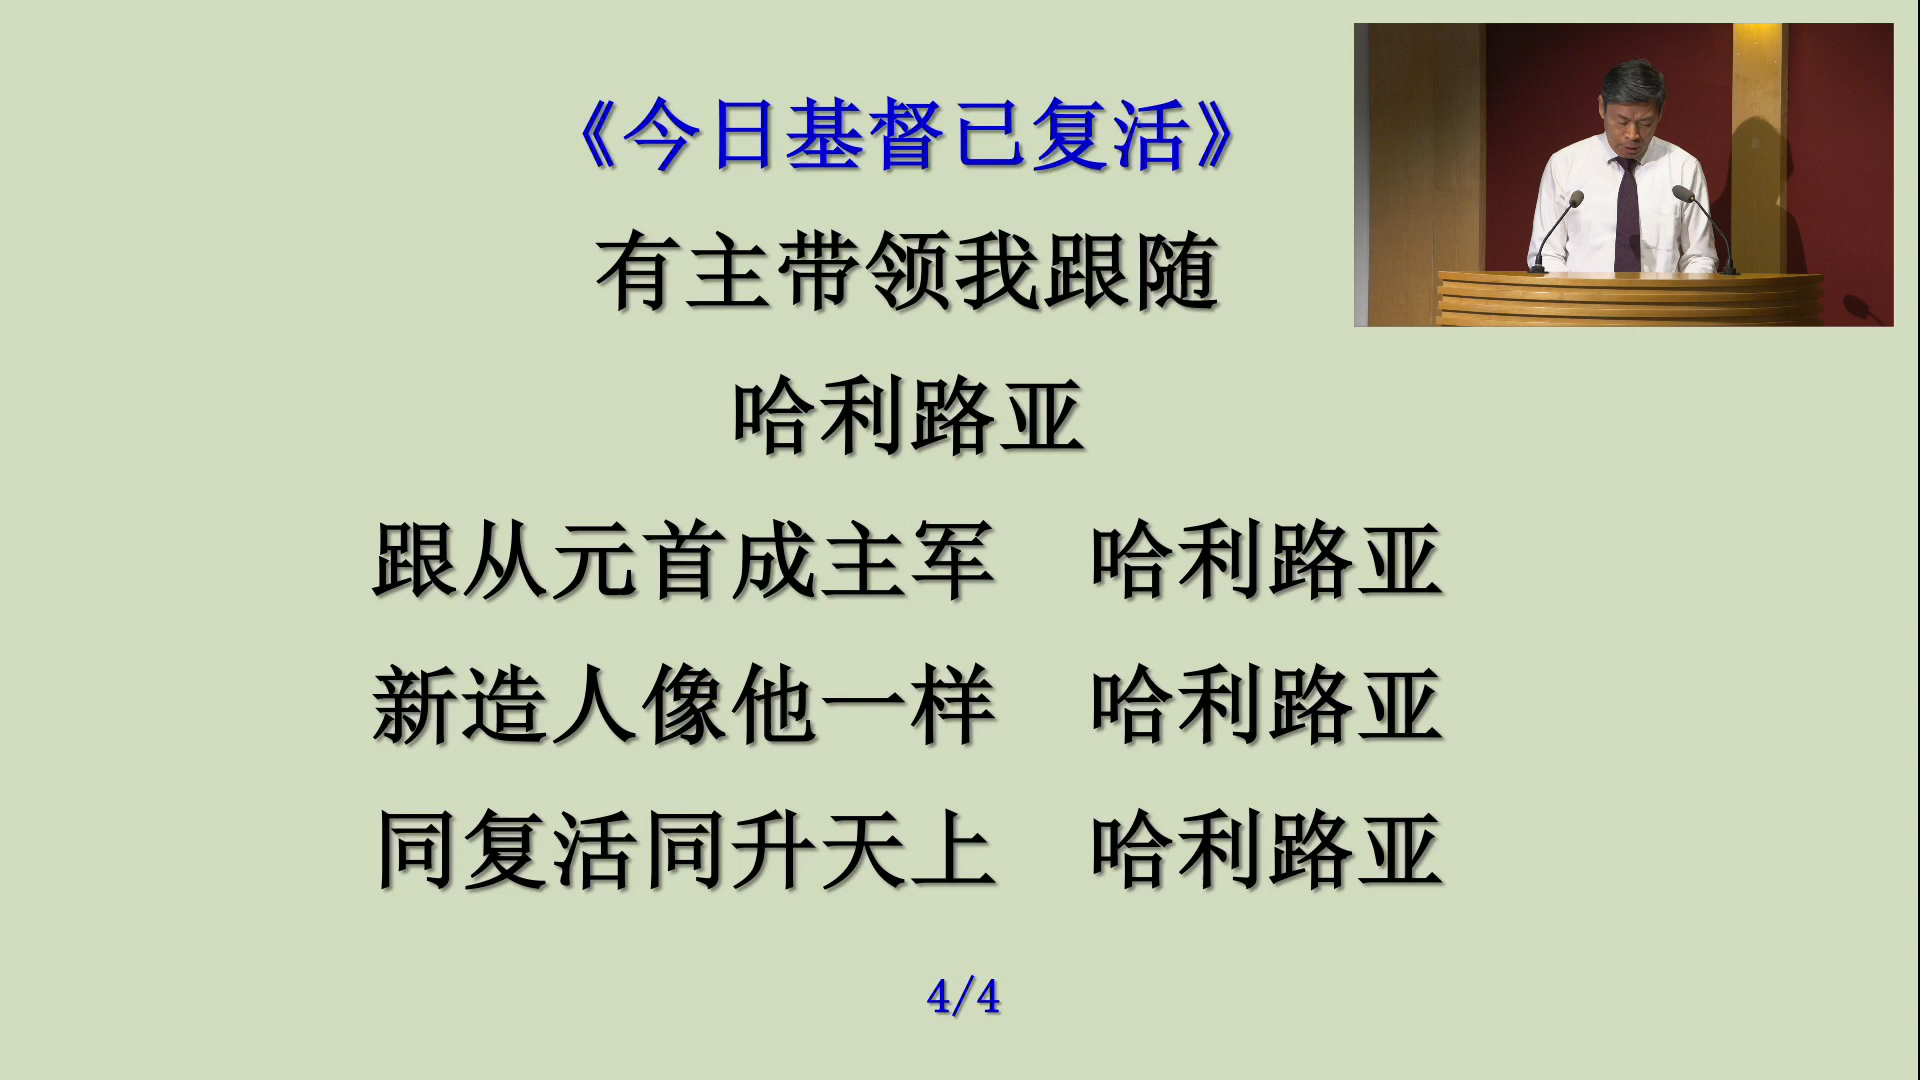 《今日基督已复活》
有主带领我跟随
哈利路亚
跟从元首成主军 哈利路亚
新造人像他一样 哈利路亚
同复活同升天上 哈利路亚
4/4